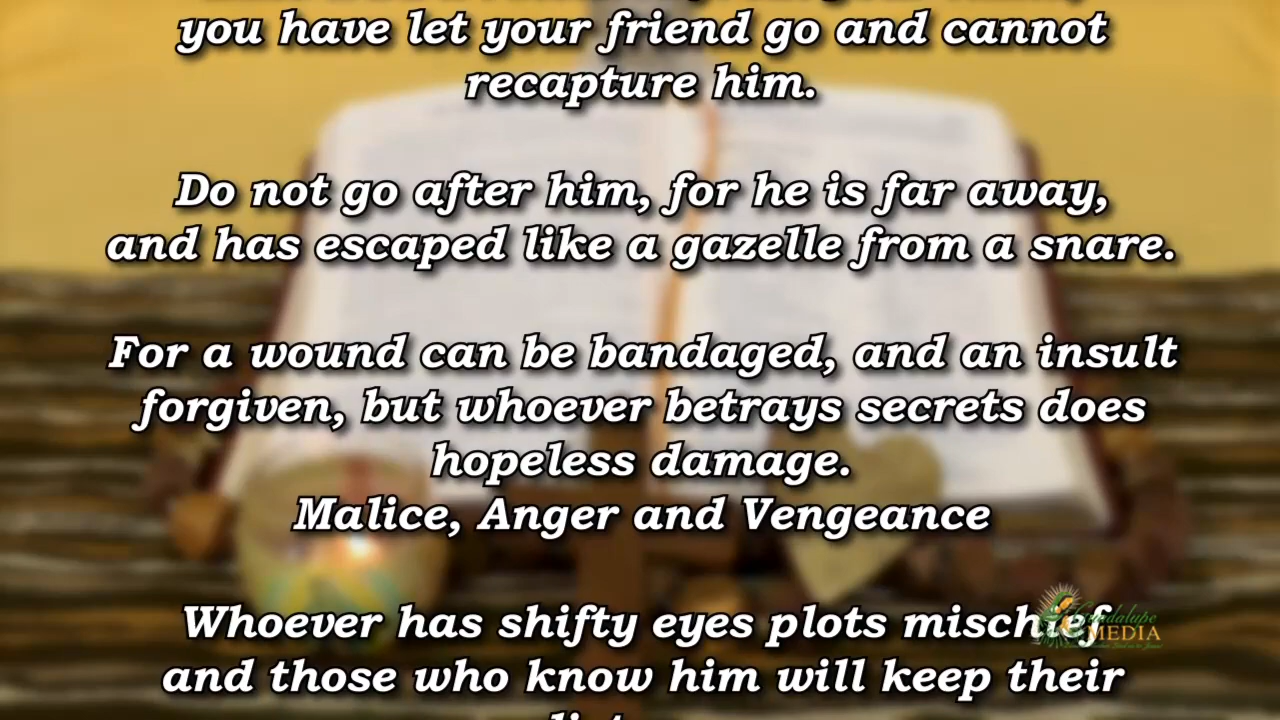 you have let your friend go and cannot
recapture him.
Do not go after him, for he is far away,
and has escaped like a gazelle from a snare.
For a wound can be bandaged, and an insult
forgiven, but whoever betrays secrets does
hopeless damage.
Malice, Anger and Vengeance
Whoever has shifty eyes plots mischief,
Guadalupe
MEDIA
and those who know him will keep their